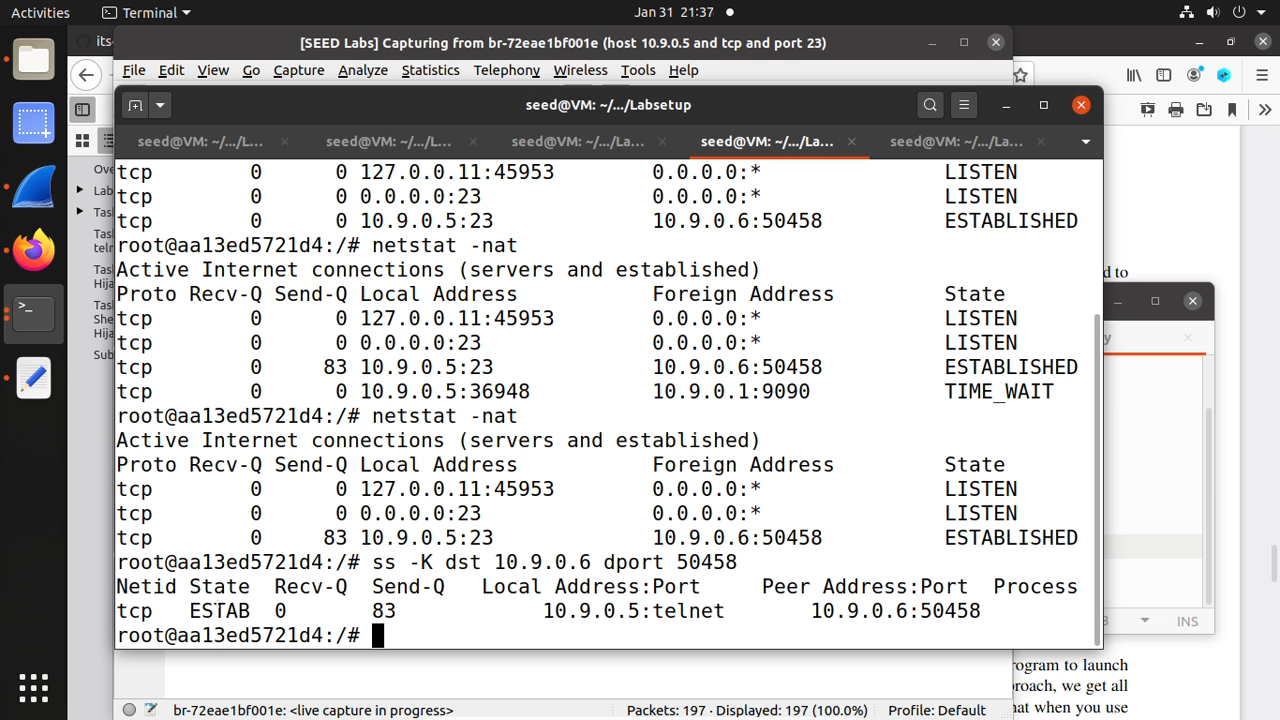 Activities
Terminal
Jan 31 21:37
its
[SEED Labs] Capturing from br-72eae1bf001e (host 10.9.0.5 and tcp and port 23)
File Edit View Go Capture Analyze Statistics Telephony Wireless Tools Help
seed@VM: ~/.../Labsetup
seed@VM: ~/.../L...
seed@VM: ~/.../L...
seed@VM: ~/.../La...
seed@VM: ~/.../La...
seed@VM: ~/.../La...
tcp 0 0 127.0.0.11:45953 0.0.0.0:* LISTEN
tcp 0 0 0.0.0.0:23 0.0.0.0:* LISTEN
tcp 0 0 10.9.0.5:23 10.9.0.6:50458 ESTABLISHED
root@aa13ed5721d4:/# netstat -nat
Active Internet connections (servers and established)
Proto Recv-Q Send-Q Local Address Foreign Address State
tcp 0 0 127.0.0.11:45953 0.0.0.0:* LISTEN
tcp 0 0 0.0.0.0:23 0.0.0.0:* LISTEN
tcp 0 83 10.9.0.5:23 10.9.0.6:50458 ESTABLISHED
tcp 0 0 10.9.0.5:36948 10.9.0.1:9090 TIME_WAIT
root@aa13ed5721d4:/# netstat -nat
Active Internet connections (servers and established)
Proto Recv-Q Send-Q Local Address Foreign Address State
tcp 0 0 127.0.0.11:45953 0.0.0.0:* LISTEN
tcp 0 0 0.0.0.0:23 0.0.0.0:* LISTEN
tcp 0 83 10.9.0.5:23 10.9.0.6:50458 ESTABLISHED
root@aa13ed5721d4:/# ss -K dst 10.9.0.6 dport 50458
Netid State Recv-Q Send-Q Local Address:Port Peer Address:Port Process
tcp ESTAB 0 83 10.9.0.5:telnet 10.9.0.6:50458
root@aa13ed5721d4:/#
Ove
Lab
Tas
Tas
teln
Tas
Hija
Tas
She
Hija
Sub
d to
y
3
INS
rogram to launch
proach, we get all
hat when you use
br-72eae1bf001e: <live capture in progress>
Packets: 197 · Displayed: 197 (100.0%)
Profile: Default